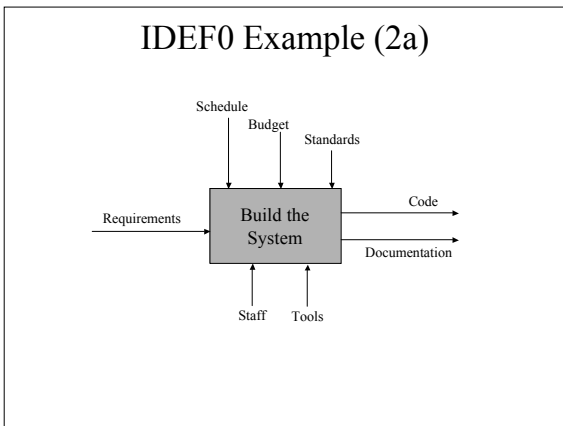 IDEF0 Example (2a)
Schedule
Budget
Standards
Requirements
Build the
System
Code
Documentation
Staff
Tools